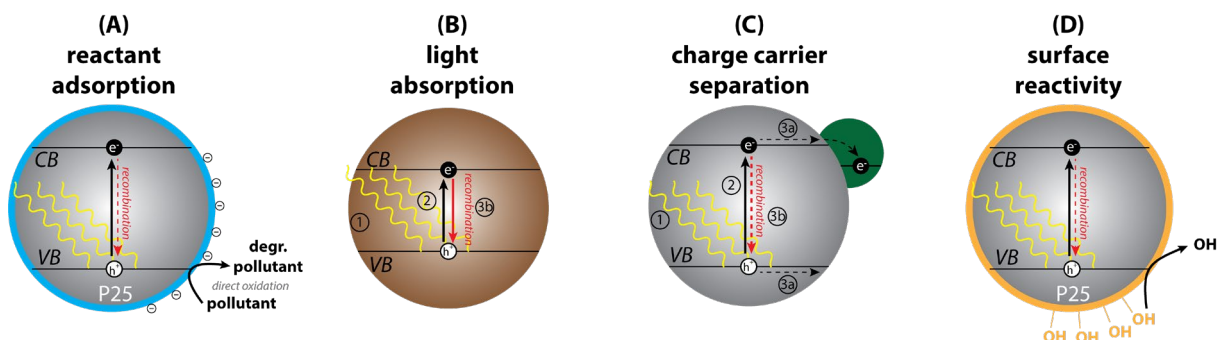 (A)
reactant
adsorption
CB
e-
recombination
VB
h+
P25
degr.
pollutant
direct oxidation
pollutant
(B)
light
absorption
CB
e-
1
2
3b
recombination
VB
h+
(C)
charge carrier
separation
CB
e-
3a
e-
1
2
3b
recombination
VB
h+
3a
(D)
surface
reactivity
CB
e-
recombination
VB
h+
P25
OH
OH
OH
OH
OH